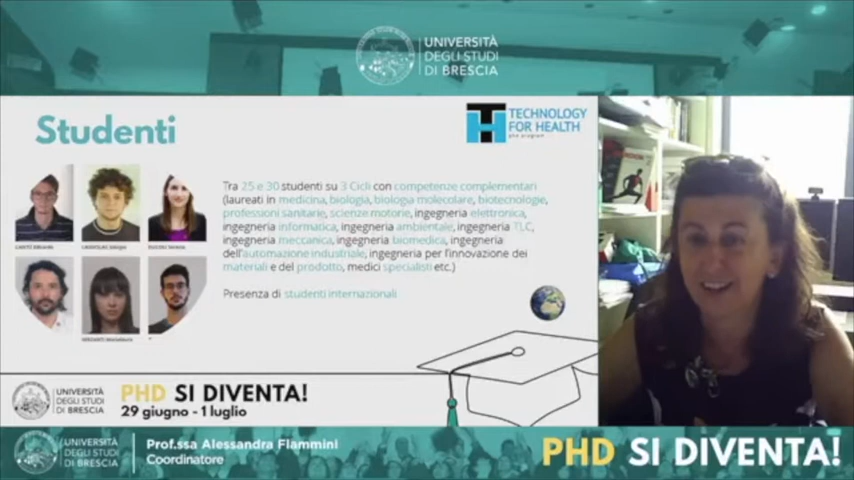 UNIVERSITÀ
DEGLI STUDI
DI BRESCIA
Studenti
TECHNOLOGY
FOR HEALTH
phd program
Tra 25 e 30 studenti su 3 Cicli con competenze complementari
(laureati in medicina, biologia, biologia molecolare, biotecnologie,
professioni sanitarie, scienze motorie, ingegneria elettronica,
ingegneria informatica, ingegneria ambientale, ingegneria TLC,
ingegneria meccanica, ingegneria biomedica, ingegneria
dell'automazione industriale, ingegneria per l'innovazione dei
materiali e del prodotto, medici specialisti etc.)
Presenza di studenti internazionali
UNIVERSITÀ
DEGLI STUDI
DI BRESCIA
PHD SI DIVENTA!
29 giugno - 1 luglio
UNIVERSITÀ
DEGLI STUDI
DI BRESCIA
Prof.ssa Alessandra Flammini
Coordinatore
PHD SI DIVENTA!